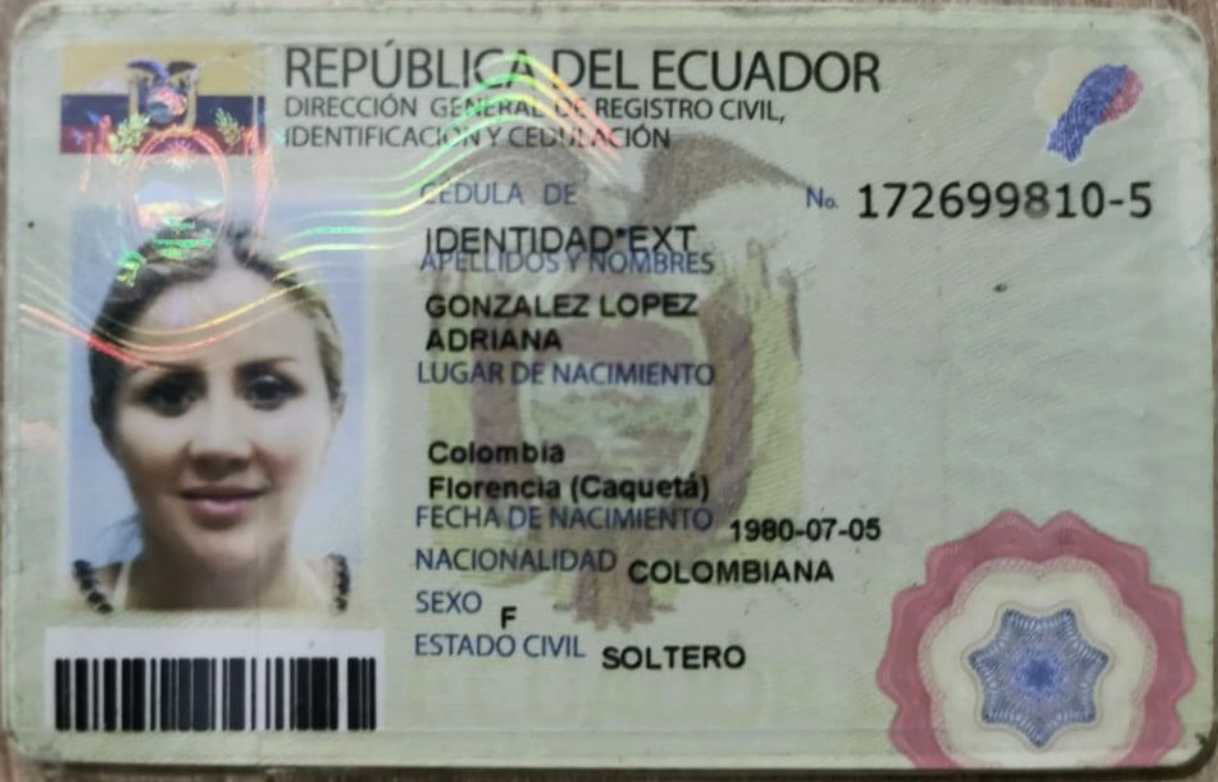 REPÚBLICA DEL ECUADOR
DIRECCIÓN GENERAL DE REGISTRO CIVIL,
IDENTIFICACIÓN Y CEDULACIÓN
CÉDULA DE No. 172699810-5
IDENTIDAD*EXT
APELLIDOS Y NOMBRES
GONZALEZ LOPEZ
ADRIANA
LUGAR DE NACIMIENTO
Colombia
Florencia (Caquetá)
FECHA DE NACIMIENTO 1980-07-05
NACIONALIDAD COLOMBIANA
SEXO F
ESTADO CIVIL SOLTERO